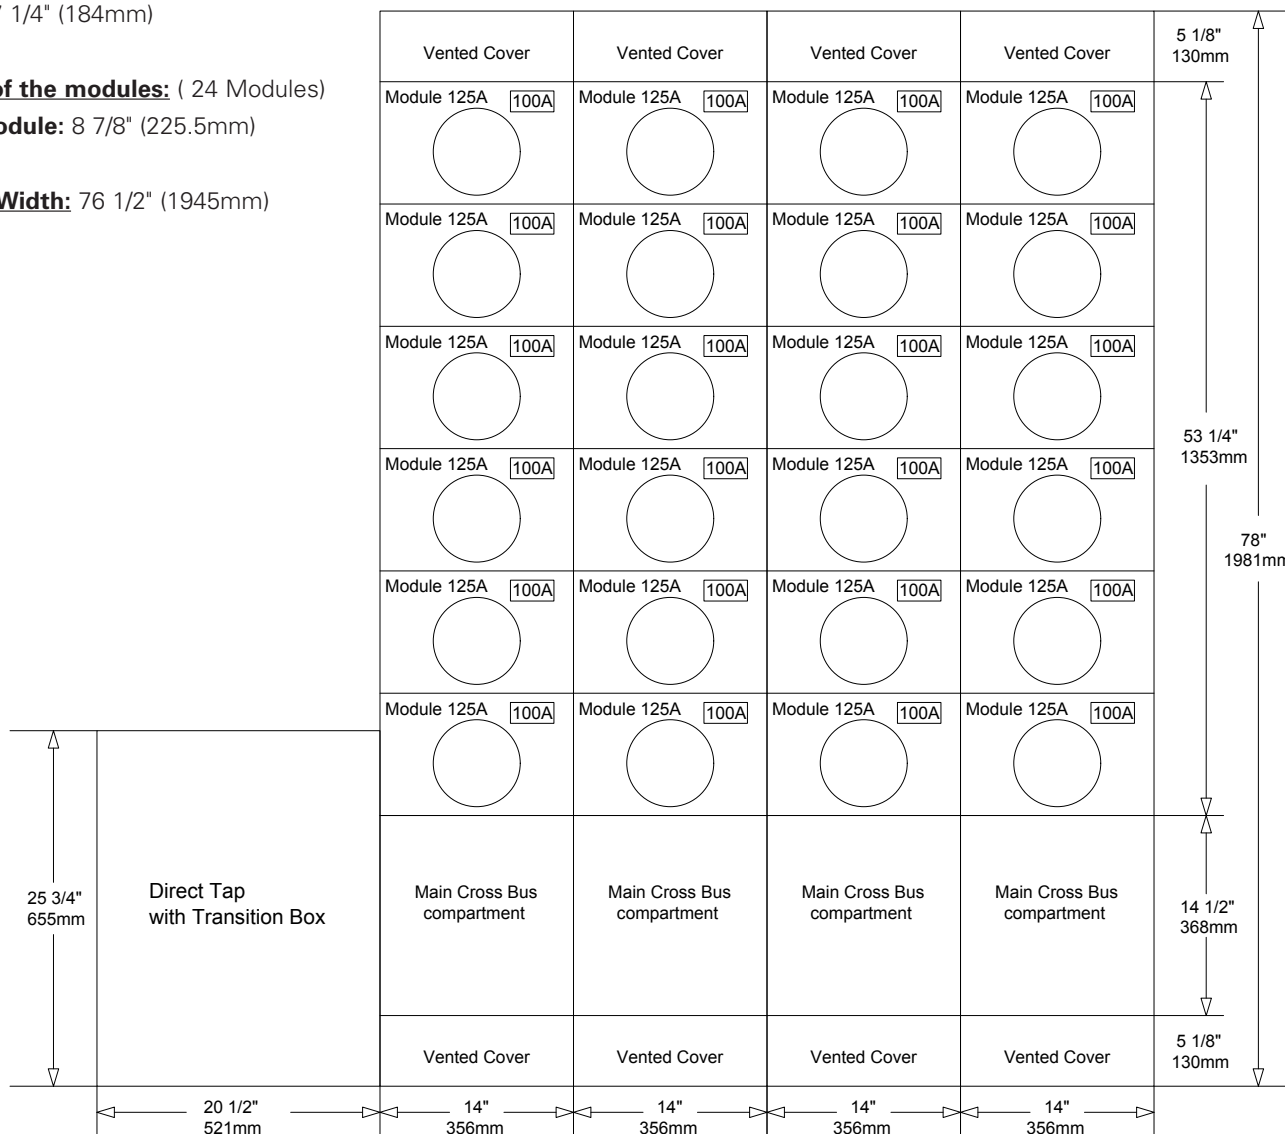 1/4" (184mm)
of the modules: ( 24 Modules)
module: 8 7/8" (225.5mm)
Width: 76 1/2" (1945mm)
Vented Cover Vented Cover Vented Cover Vented Cover
5 1/8"
130mm
Module 125A 100A Module 125A 100A Module 125A 100A Module 125A 100A
Module 125A 100A Module 125A 100A Module 125A 100A Module 125A 100A
Module 125A 100A Module 125A 100A Module 125A 100A Module 125A 100A
53 1/4"
1353mm
Module 125A 100A Module 125A 100A Module 125A 100A Module 125A 100A
78"
1981mm
Module 125A 100A Module 125A 100A Module 125A 100A Module 125A 100A
Module 125A 100A Module 125A 100A Module 125A 100A Module 125A 100A
25 3/4"
655mm
Direct Tap
with Transition Box
Main Cross Bus
compartment
Main Cross Bus
compartment
Main Cross Bus
compartment
Main Cross Bus
compartment
14 1/2"
368mm
Vented Cover Vented Cover Vented Cover Vented Cover
5 1/8"
130mm
20 1/2"
521mm
14"
356mm
14"
356mm
14"
356mm
14"
356mm